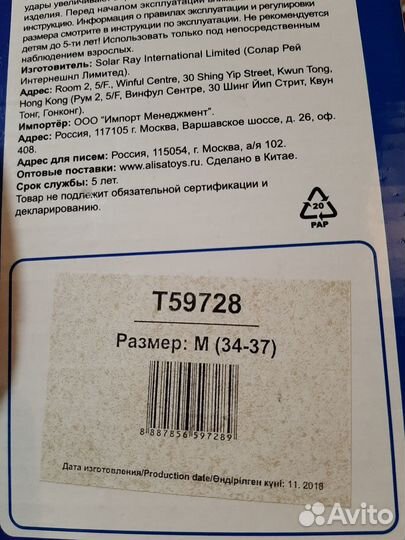 удары увеличивают
изделия. Перед началом эксплуатации
инструкцию. Информация о правилах эксплуатации и регулировки
размера смотрите в инструкции по эксплуатации. Не рекомендуется
детям до 5-ти лет! Использовать только под непосредственным
наблюдением взрослых.
Изготовитель: Solar Ray International Limited (Солар Рей
Интернешнл Лимитед).
Адрес: Room 2, 5/F., Winful Centre, 30 Shing Yip Street, Kwun Tong,
Hong Kong (Рум 2, 5/F, Винфул Сентре, 30 Шинг Йип Стрит, Квун
Тонг, Гонконг).
Импортёр: ООО "Импорт Менеджмент".
Адрес: Россия, 117105 г. Москва, Варшавское шоссе, д. 26, оф.
408.
Адрес для писем: Россия, 115054, г. Москва, а/я 102.
Оптовые поставки: www.alisatoys.ru. Сделано в Китае.
Срок службы: 5 лет.
Товар не подлежит обязательной сертификации и
декларированию.
20
PAP
T59728
Размер: M (34-37)
8 887856 597289
Дата изготовления/Production date/Өндірілген күні: 11. 2018
Avito